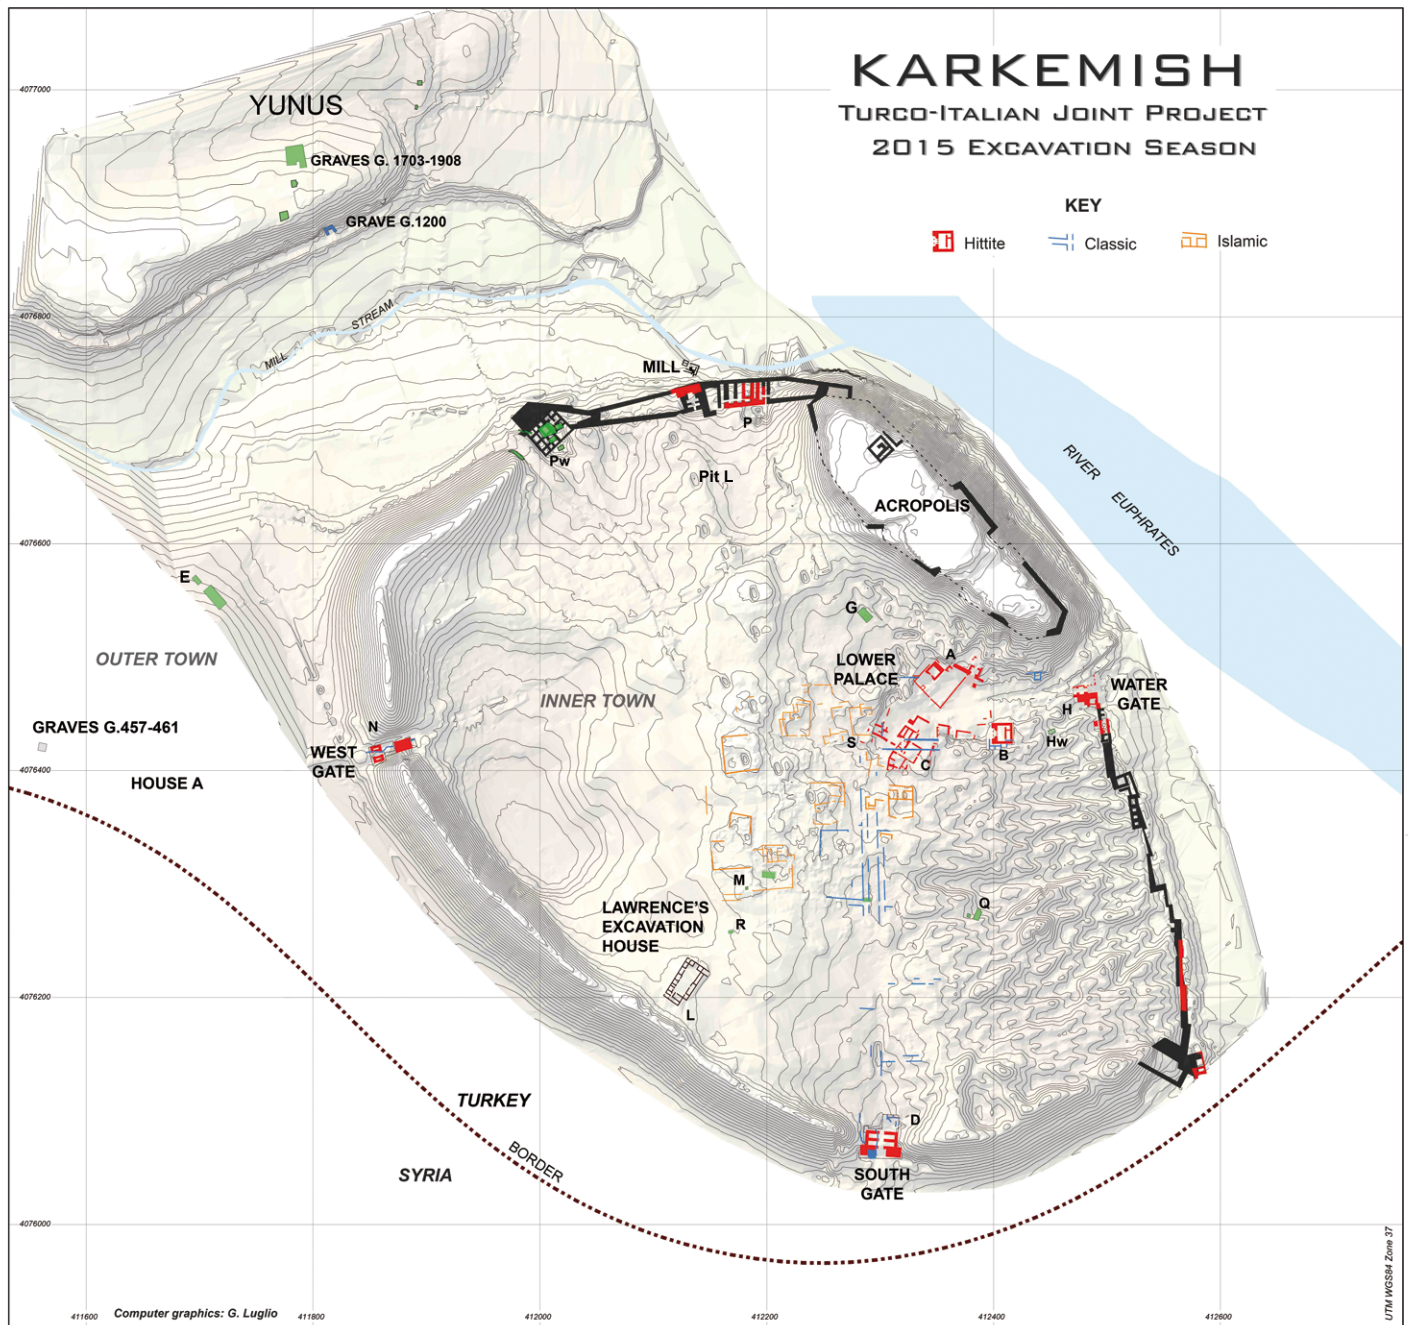 KARKEMISH
TURCO-ITALIAN JOINT PROJECT
2015 EXCAVATION SEASON
KEY
Hittite
Classic
Islamic
4077000
YUNUS
GRAVES G. 1703-1908
GRAVE G.1200
4076800
MILL STREAM
MILL
P
Pw
Pit L
ACROPOLIS
RIVER EUPHRATES
4076600
E
G
OUTER TOWN
LOWER
PALACE
A
INNER TOWN
WATER
GATE
H
GRAVES G.457-461
N
WEST
GATE
S
Hw
B
C
4076400
HOUSE A
M
LAWRENCE'S
EXCAVATION
HOUSE
R
Q
4076200
L
TURKEY
BORDER
SYRIA
D
SOUTH
GATE
4076000
UTM WGS84 Zone 37
411600
Computer graphics: G. Luglio
411800
412000
412200
412400
412600